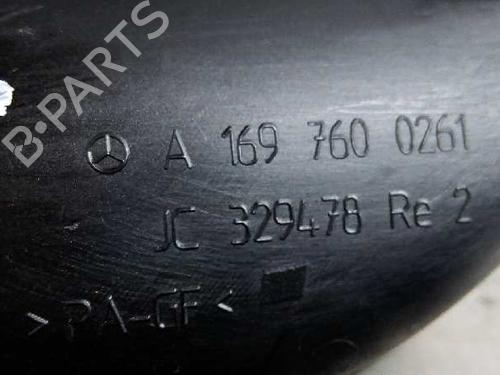 B-PARTS
A 169 760 0261
JC 329478 Re 2
>PA-GF<